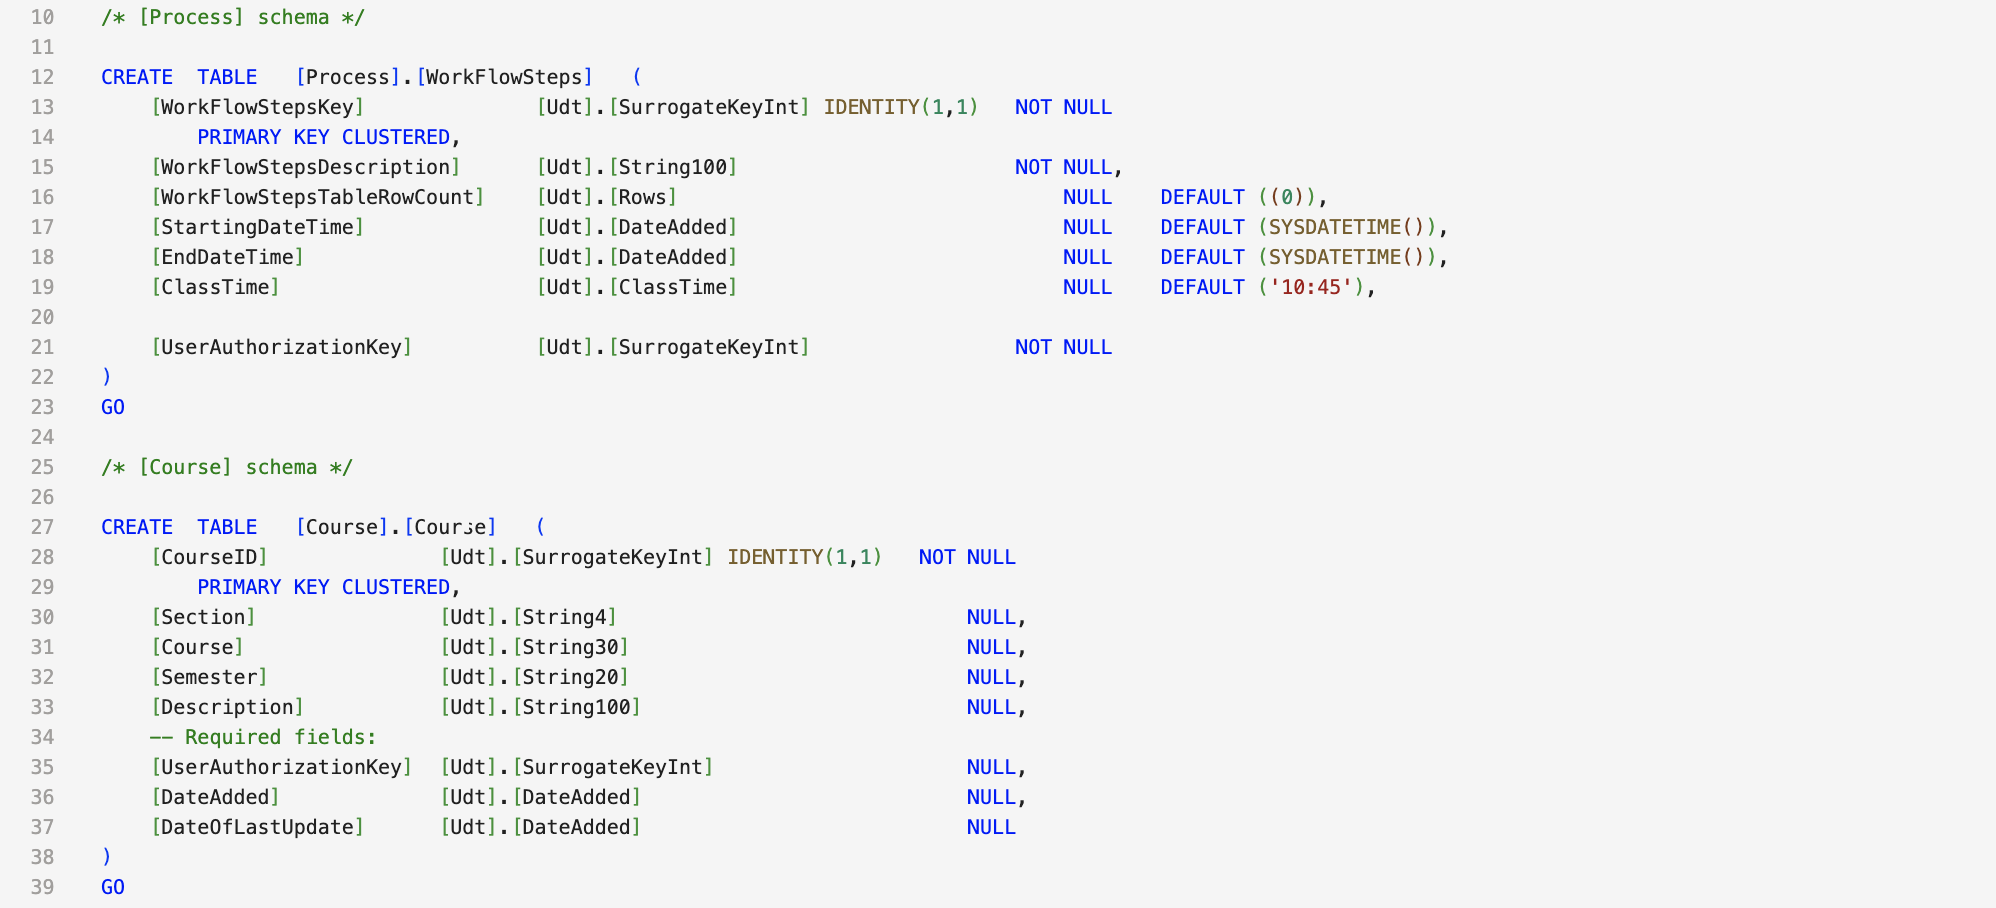 10 /* [Process] schema */
11
12 CREATE  TABLE   [Process].[WorkFlowSteps]   (
13     [WorkFlowStepsKey]              [Udt].[SurrogateKeyInt] IDENTITY(1,1)   NOT NULL
14         PRIMARY KEY CLUSTERED,
15     [WorkFlowStepsDescription]      [Udt].[String100]                       NOT NULL,
16     [WorkFlowStepsTableRowCount]    [Udt].[Rows]                                NULL    DEFAULT ((0)),
17     [StartingDateTime]              [Udt].[DateAdded]                           NULL    DEFAULT (SYSDATETIME()),
18     [EndDateTime]                   [Udt].[DateAdded]                           NULL    DEFAULT (SYSDATETIME()),
19     [ClassTime]                     [Udt].[ClassTime]                           NULL    DEFAULT ('10:45'),
20
21     [UserAuthorizationKey]          [Udt].[SurrogateKeyInt]                 NOT NULL
22 )
23 GO
24
25 /* [Course] schema */
26
27 CREATE  TABLE   [Course].[Course]   (
28     [CourseID]              [Udt].[SurrogateKeyInt] IDENTITY(1,1)   NOT NULL
29         PRIMARY KEY CLUSTERED,
30     [Section]               [Udt].[String4]                             NULL,
31     [Course]                [Udt].[String30]                            NULL,
32     [Semester]              [Udt].[String20]                            NULL,
33     [Description]           [Udt].[String100]                           NULL,
34     -- Required fields:
35     [UserAuthorizationKey]  [Udt].[SurrogateKeyInt]                     NULL,
36     [DateAdded]             [Udt].[DateAdded]                           NULL,
37     [DateOfLastUpdate]      [Udt].[DateAdded]                           NULL
38 )
39 GO